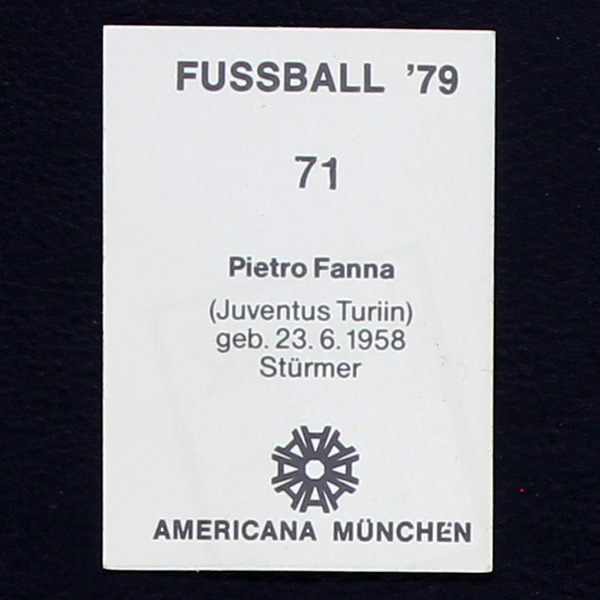 FUSSBALL '79
71
Pietro Fanna
(Juventus Turiin)
geb. 23. 6. 1958
Stürmer
AMERICANA MÜNCHEN